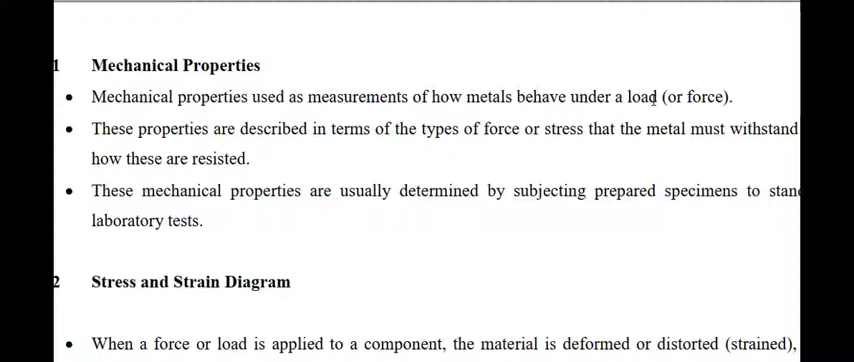 1 Mechanical Properties
• Mechanical properties used as measurements of how metals behave under a load (or force).
• These properties are described in terms of the types of force or stress that the metal must withstand
how these are resisted.
• These mechanical properties are usually determined by subjecting prepared specimens to
laboratory tests.
2 Stress and Strain Diagram
• When a force or load is applied to a component, the material is deformed or distorted (strained),